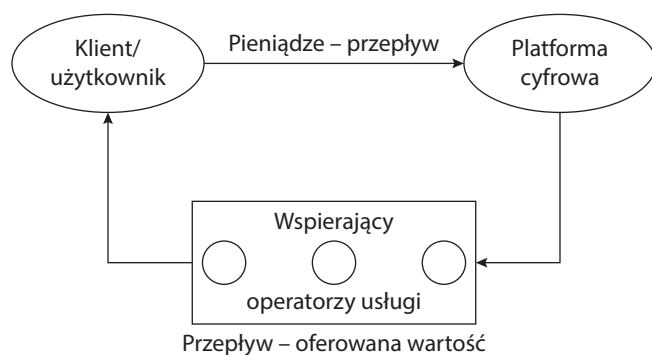 Klient/
użytkownik
Pieniądze – przepływ
Platforma
cyfrowa
Wspierający
operatorzy usługi
Przepływ – oferowana wartość